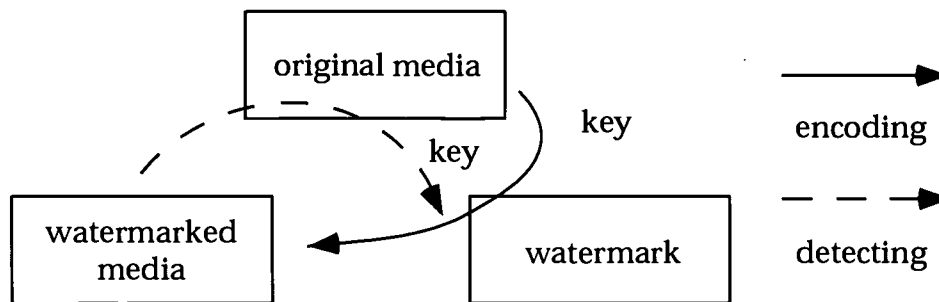 original media
key
key
encoding
watermarked
media
watermark
detecting